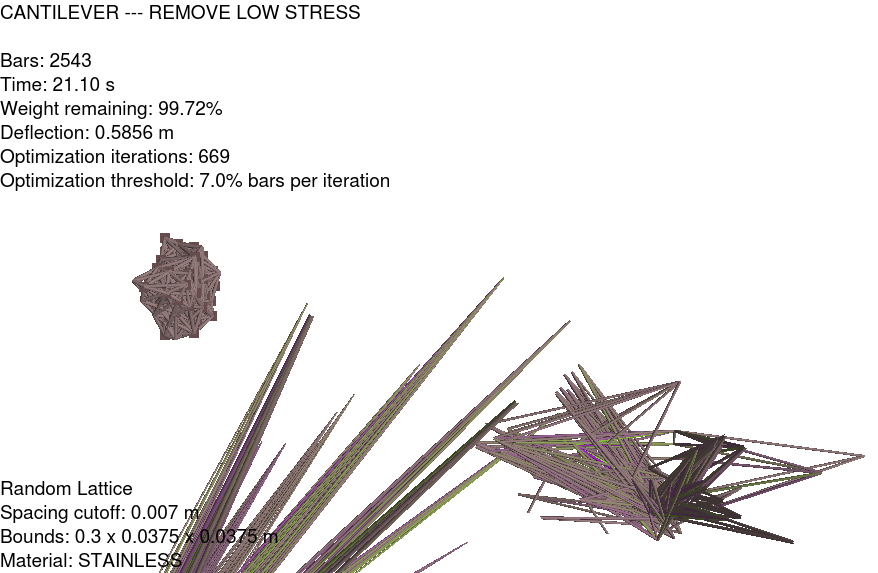 CANTILEVER --- REMOVE LOW STRESS
Bars: 2543
Time: 21.10 s
Weight remaining: 99.72%
Deflection: 0.5856 m
Optimization iterations: 669
Optimization threshold: 7.0% bars per iteration
Random Lattice
Spacing cutoff: 0.007 m
Bounds: 0.3 x 0.0375 x 0.0375 m
Material: STAINLESS